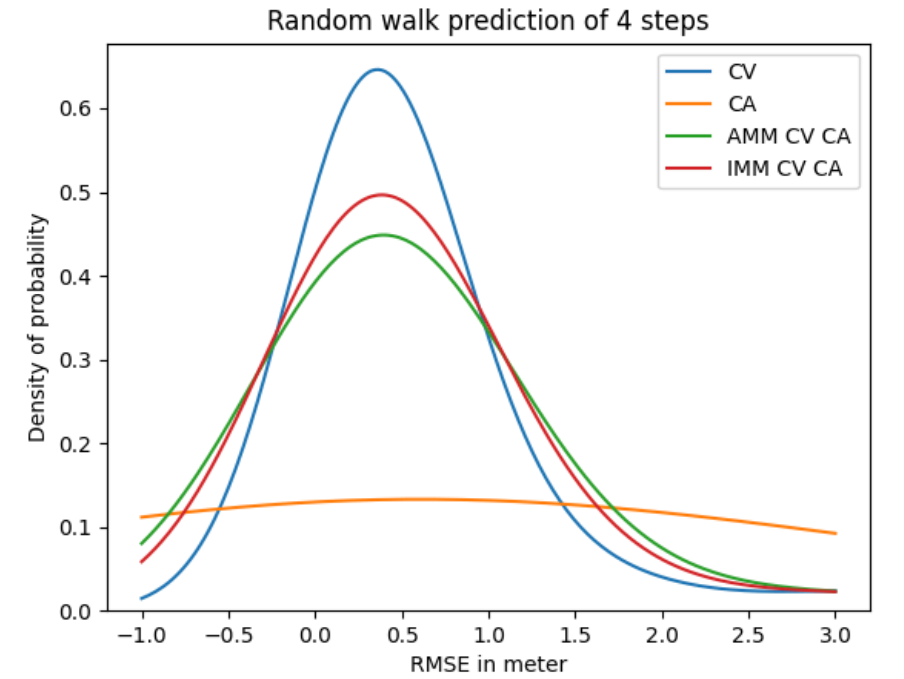 Random walk prediction of 4 steps
CV
CA
AMM CV CA
IMM CV CA
Density of probability
0.6
0.5
0.4
0.3
0.2
0.1
0.0
−1.0 −0.5 0.0 0.5 1.0 1.5 2.0 2.5 3.0
RMSE in meter